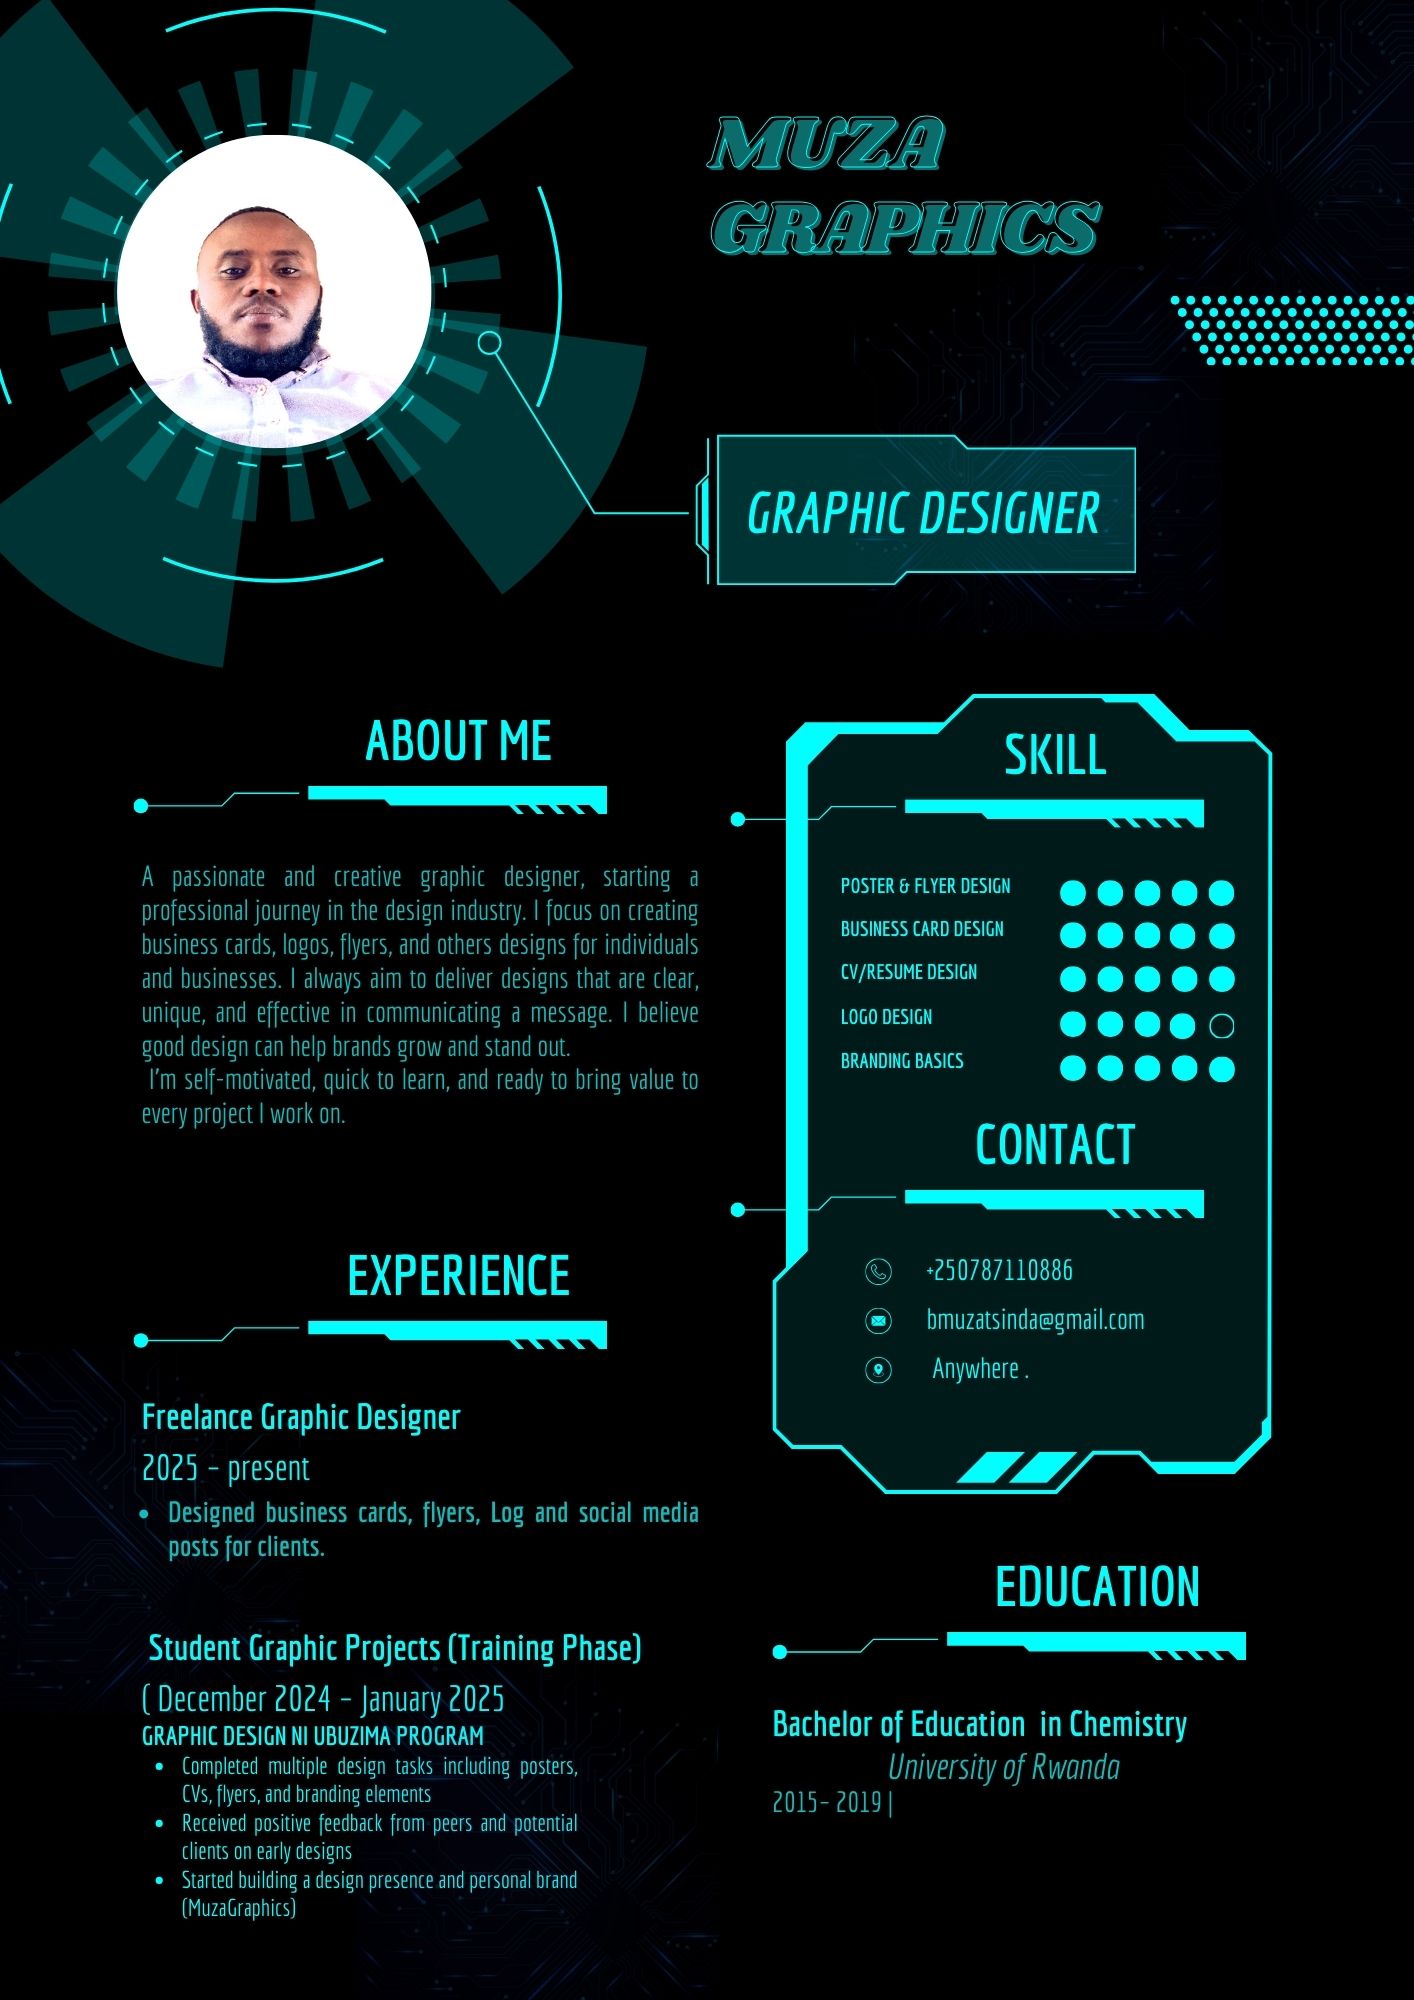 MUZA
GRAPHICS
GRAPHIC DESIGNER
ABOUT ME
A passionate and creative graphic designer, starting a
professional journey in the design industry. I focus on creating
business cards, logos, flyers, and others designs for individuals
and businesses. I always aim to deliver designs that are clear,
unique, and effective in communicating a message. I believe
good design can help brands grow and stand out.
I'm self-motivated, quick to learn, and ready to bring value to
every project I work on.
EXPERIENCE
Freelance Graphic Designer
2025 – present
• Designed business cards, flyers, Log and social media
posts for clients.
Student Graphic Projects (Training Phase)
( December 2024 – January 2025
GRAPHIC DESIGN NI UBUZIMA PROGRAM
• Completed multiple design tasks including posters,
CVs, flyers, and branding elements
• Received positive feedback from peers and potential
clients on early designs
• Started building a design presence and personal brand
(MuzaGraphics)
SKILL
POSTER & FLYER DESIGN
BUSINESS CARD DESIGN
CV/RESUME DESIGN
LOGO DESIGN
BRANDING BASICS
CONTACT
+250787110886
bmuzatsinda@gmail.com
Anywhere .
EDUCATION
Bachelor of Education in Chemistry
University of Rwanda
2015– 2019 |